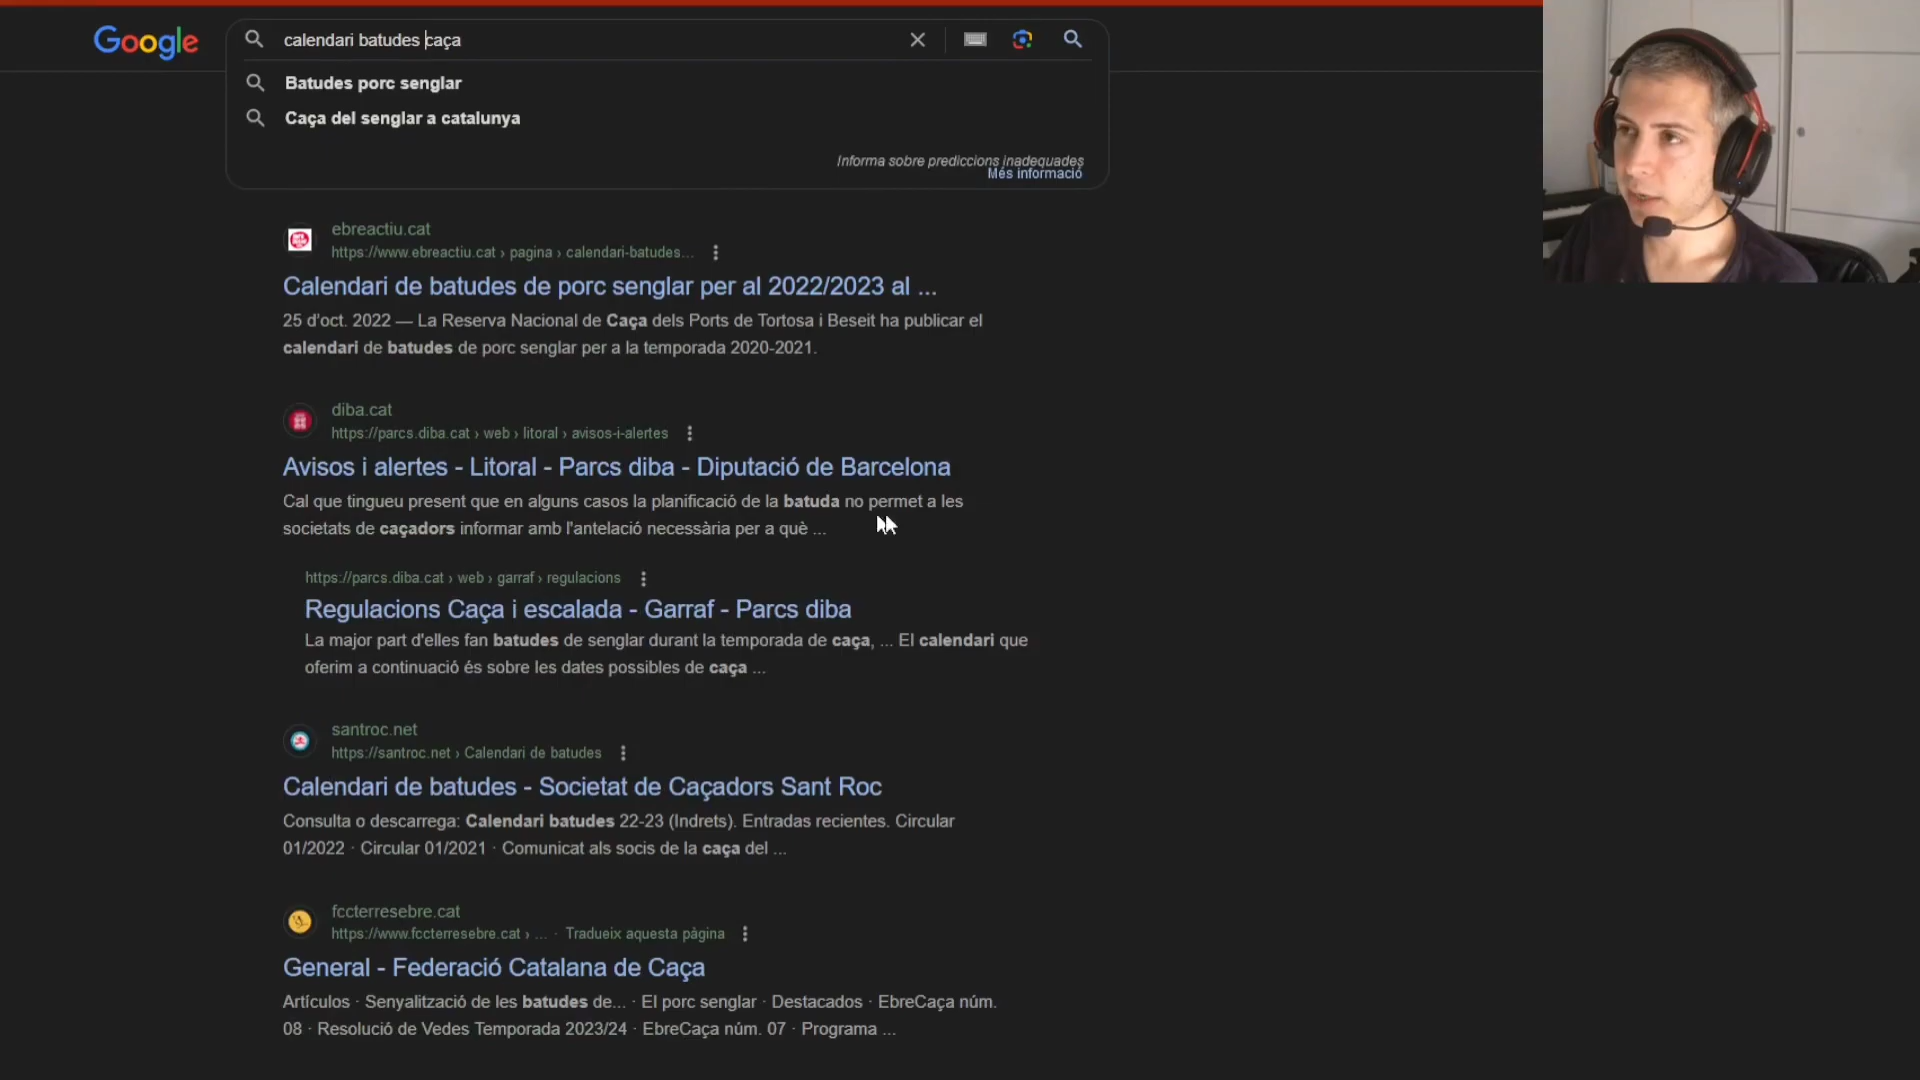 Google
calendari batudes caça
Batudes porc senglar
Caça del senglar a catalunya
Informa sobre prediccions inadequades
Més informació
ebreactiu.cat
https://www.ebreactiu.cat › pagina › calendari-batudes...
Calendari de batudes de porc senglar per al 2022/2023 al ...
25 d'oct. 2022 — La Reserva Nacional de Caça dels Ports de Tortosa i Beseit ha publicar el
calendari de batudes de porc senglar per a la temporada 2020-2021.
diba.cat
https://parcs.diba.cat › web › litoral › avisos-i-alertes
Avisos i alertes - Litoral - Parcs diba - Diputació de Barcelona
Cal que tingueu present que en alguns casos la planificació de la batuda no permet a les
societats de caçadors informar amb l'antelació necessària per a què ...
https://parcs.diba.cat › web › garraf › regulacions
Regulacions Caça i escalada - Garraf - Parcs diba
La major part d'elles fan batudes de senglar durant la temporada de caça, ... El calendari que
oferim a continuació és sobre les dates possibles de caça ...
santroc.net
https://santroc.net › Calendari de batudes
Calendari de batudes - Societat de Caçadors Sant Roc
Consulta o descarrega: Calendari batudes 22-23 (Indrets). Entradas recientes. Circular
01/2022 · Circular 01/2021 · Comunicat als socis de la caça del ...
fccterresebre.cat
https://www.fccterresebre.cat › ... · Tradueix aquesta pàgina
General - Federació Catalana de Caça
Artículos · Senyalització de les batudes de... · El porc senglar · Destacados · EbreCaça núm.
08 · Resolució de Vedes Temporada 2023/24 · EbreCaça núm. 07 · Programa ...